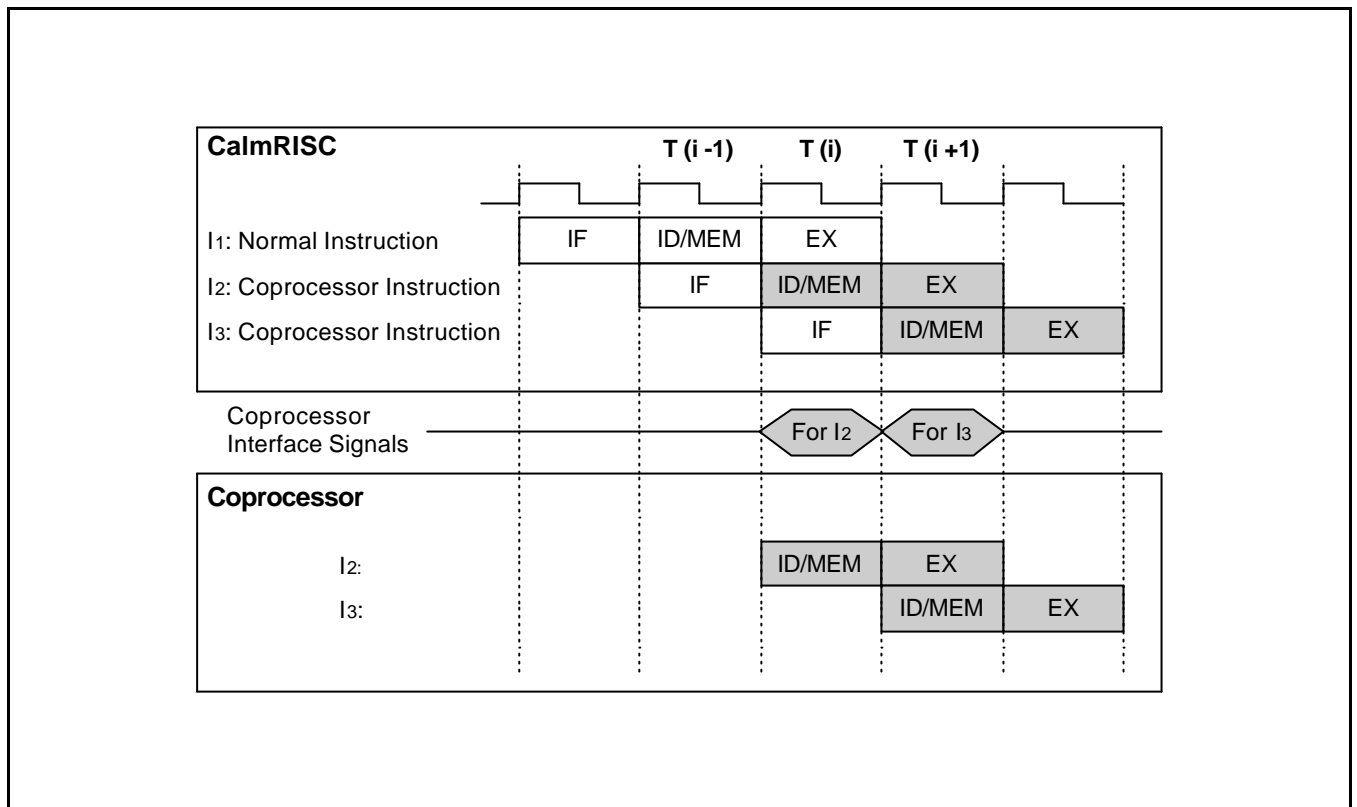 CalmRISC T (i -1) T (i) T (i +1)
I1: Normal Instruction IF ID/MEM EX
I2: Coprocessor Instruction IF ID/MEM EX
I3: Coprocessor Instruction IF ID/MEM EX
Coprocessor
Interface Signals For I2 For I3
Coprocessor
I2: ID/MEM EX
I3: ID/MEM EX